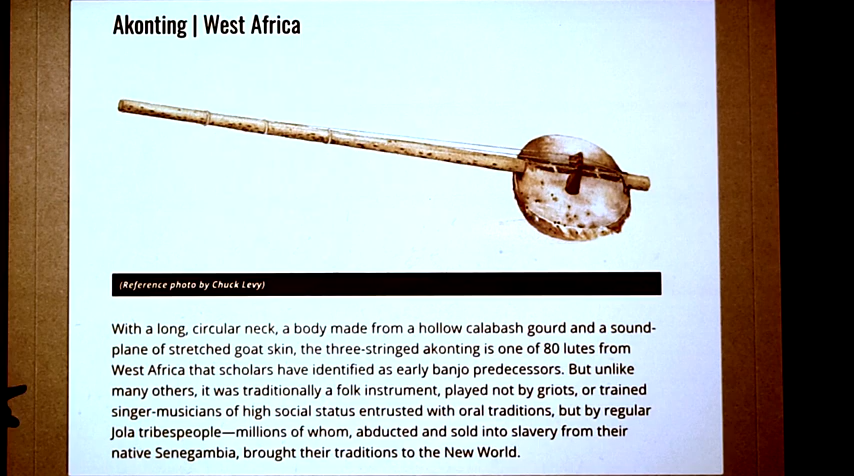 Akonting | West Africa
(Reference photo by Chuck Levy)
With a long, circular neck, a body made from a hollow calabash gourd and a sound-
plane of stretched goat skin, the three-stringed akonting is one of 80 lutes from
West Africa that scholars have identified as early banjo predecessors. But unlike
many others, it was traditionally a folk instrument, played not by griots, or trained
singer-musicians of high social status entrusted with oral traditions, but by regular
Jola tribespeople—millions of whom, abducted and sold into slavery from their
native Senegambia, brought their traditions to the New World.